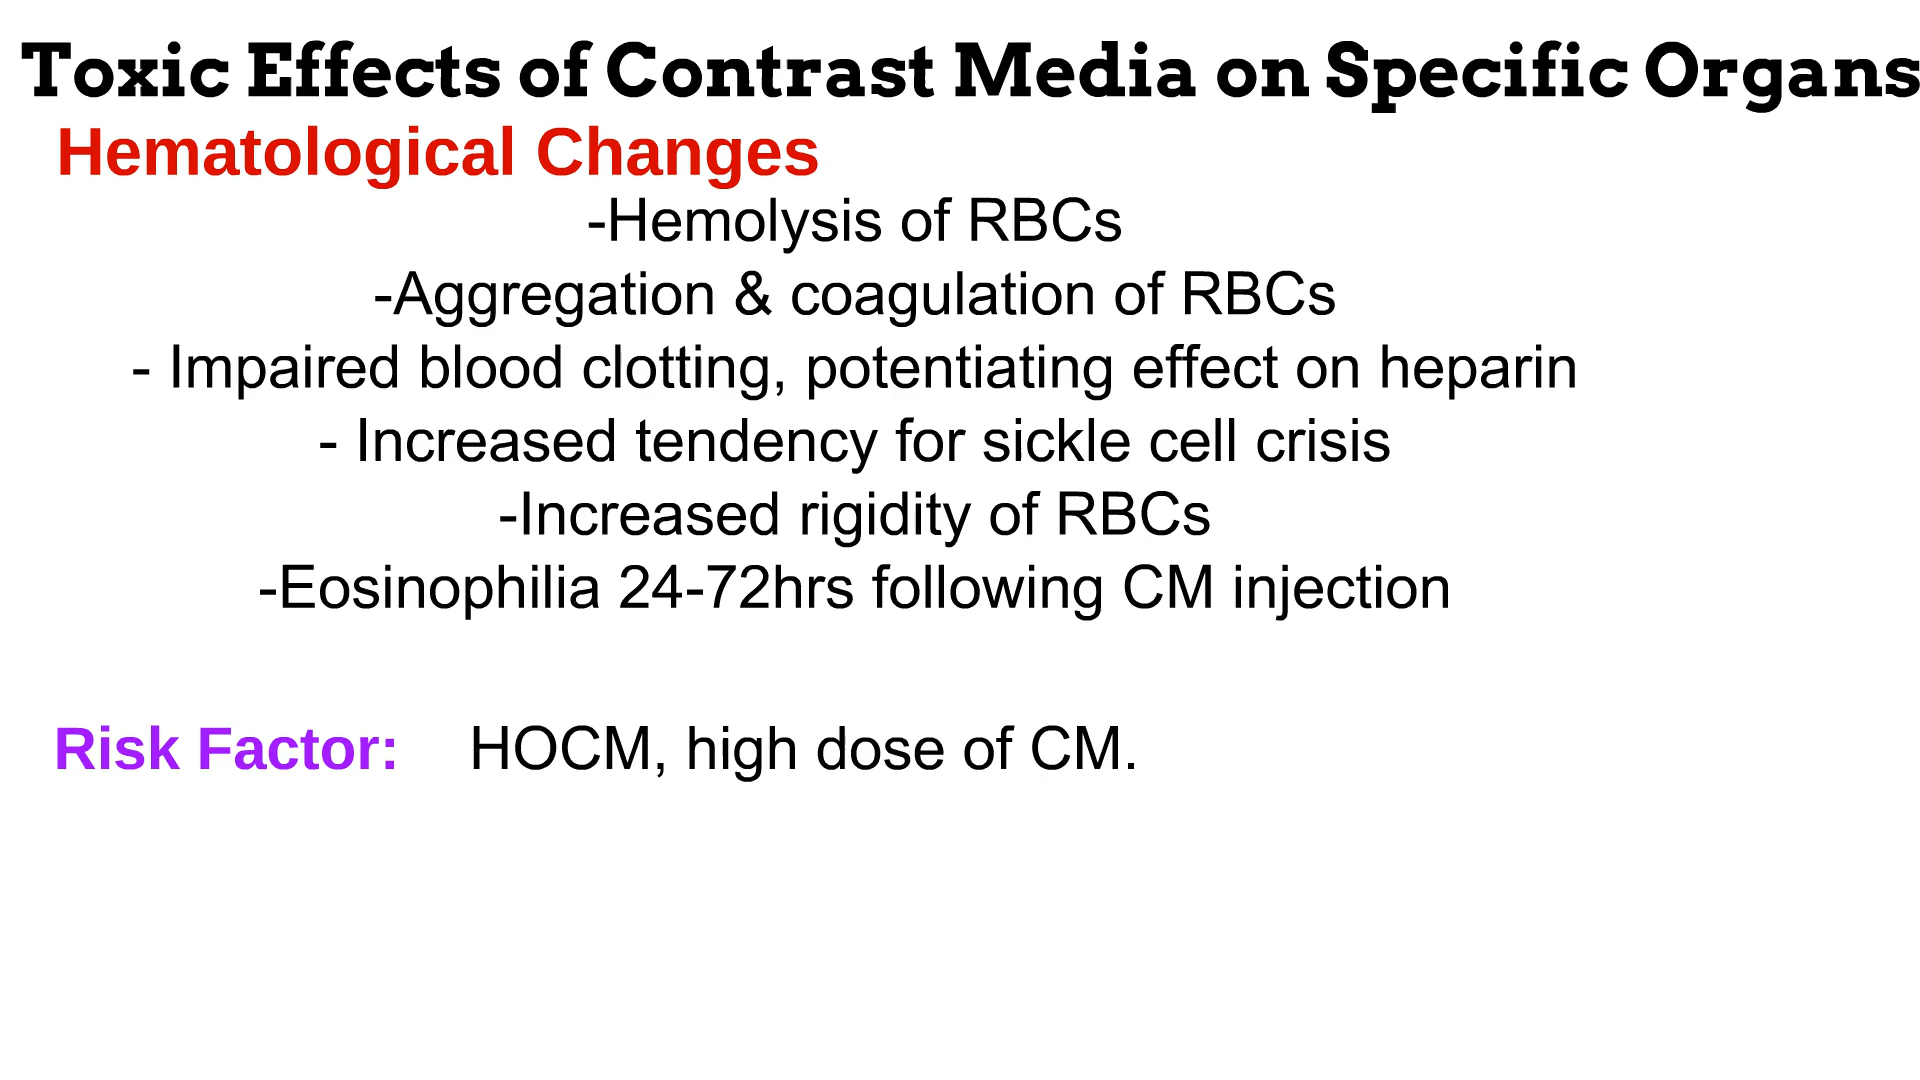 Toxic Effects of Contrast Media on Specific Organs
Hematological Changes
-Hemolysis of RBCs
-Aggregation & coagulation of RBCs
- Impaired blood clotting, potentiating effect on heparin
- Increased tendency for sickle cell crisis
-Increased rigidity of RBCs
-Eosinophilia 24-72hrs following CM injection
Risk Factor: HOCM, high dose of CM.